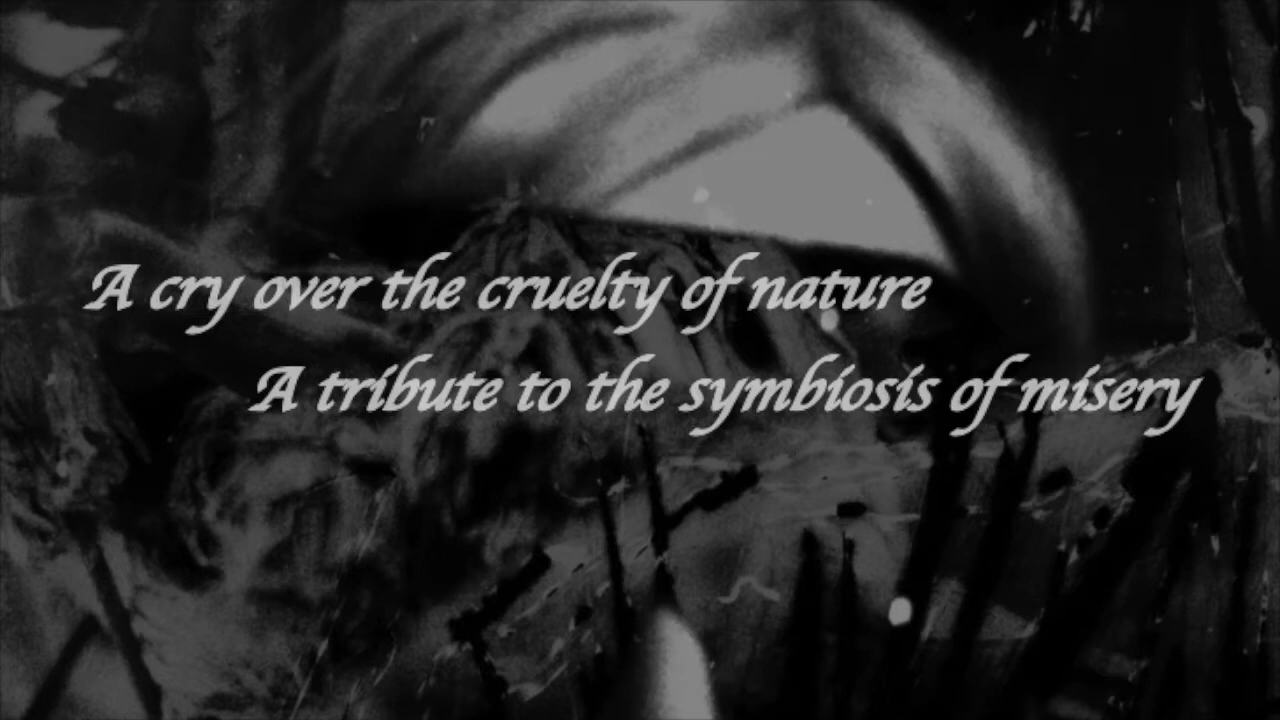 A cry over the cruelty of nature
A tribute to the symbiosis of misery